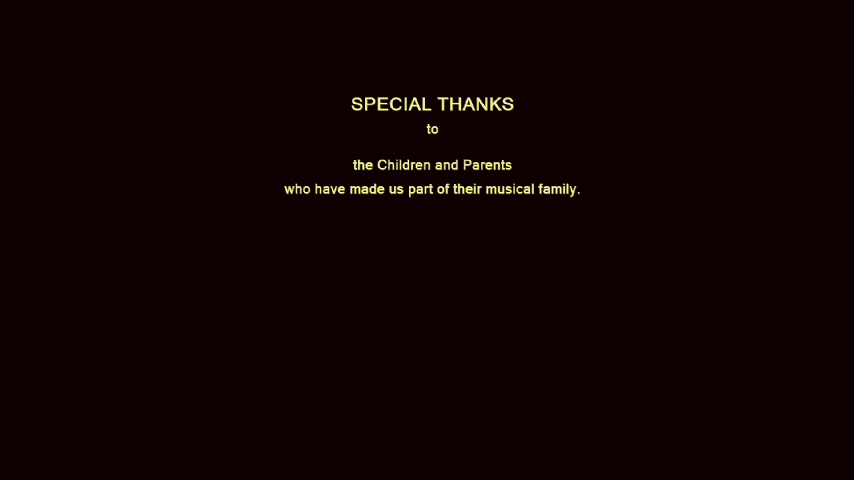 SPECIAL THANKS
to
the Children and Parents
who have made us part of their musical family.